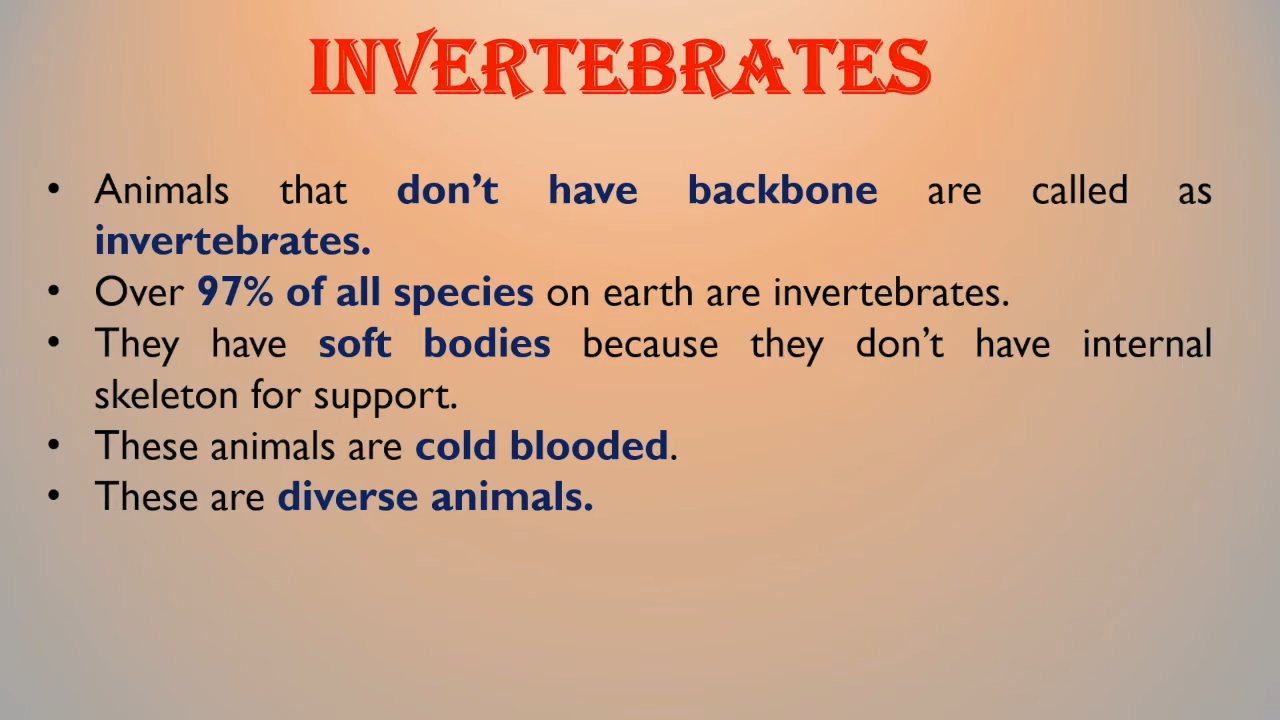 INVERTEBRATES
• Animals that don't have backbone are called as
invertebrates.
• Over 97% of all species on earth are invertebrates.
• They have soft bodies because they don't have internal
skeleton for support.
• These animals are cold blooded.
• These are diverse animals.